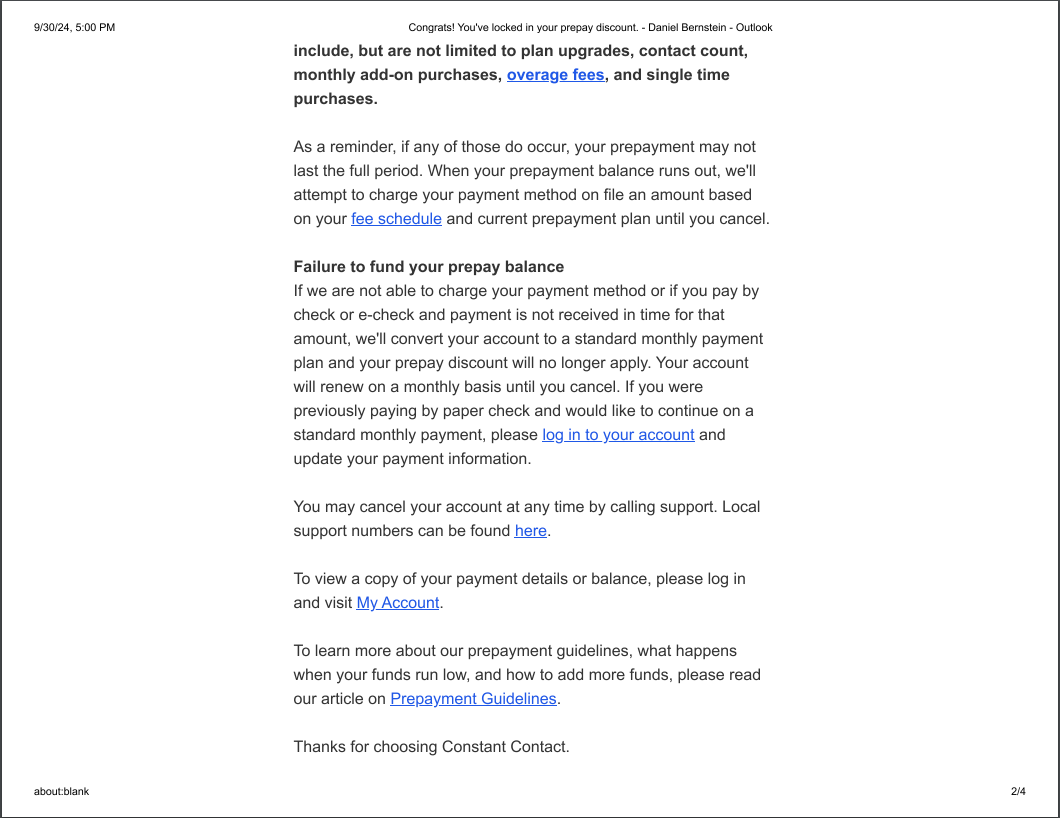 9/30/24, 5:00 PM
Congrats! You've locked in your prepay discount. - Daniel Bernstein - Outlook
include, but are not limited to plan upgrades, contact count,
monthly add-on purchases, overage fees, and single time
purchases.
As a reminder, if any of those do occur, your prepayment may not
last the full period. When your prepayment balance runs out, we'll
attempt to charge your payment method on file an amount based
on your fee schedule and current prepayment plan until you cancel.
Failure to fund your prepay balance
If we are not able to charge your payment method or if you pay by
check or e-check and payment is not received in time for that
amount, we'll convert your account to a standard monthly payment
plan and your prepay discount will no longer apply. Your account
will renew on a monthly basis until you cancel. If you were
previously paying by paper check and would like to continue on a
standard monthly payment, please log in to your account and
update your payment information.
You may cancel your account at any time by calling support. Local
support numbers can be found here.
To view a copy of your payment details or balance, please log in
and visit My Account.
To learn more about our prepayment guidelines, what happens
when your funds run low, and how to add more funds, please read
our article on Prepayment Guidelines.
Thanks for choosing Constant Contact.
about:blank
2/4